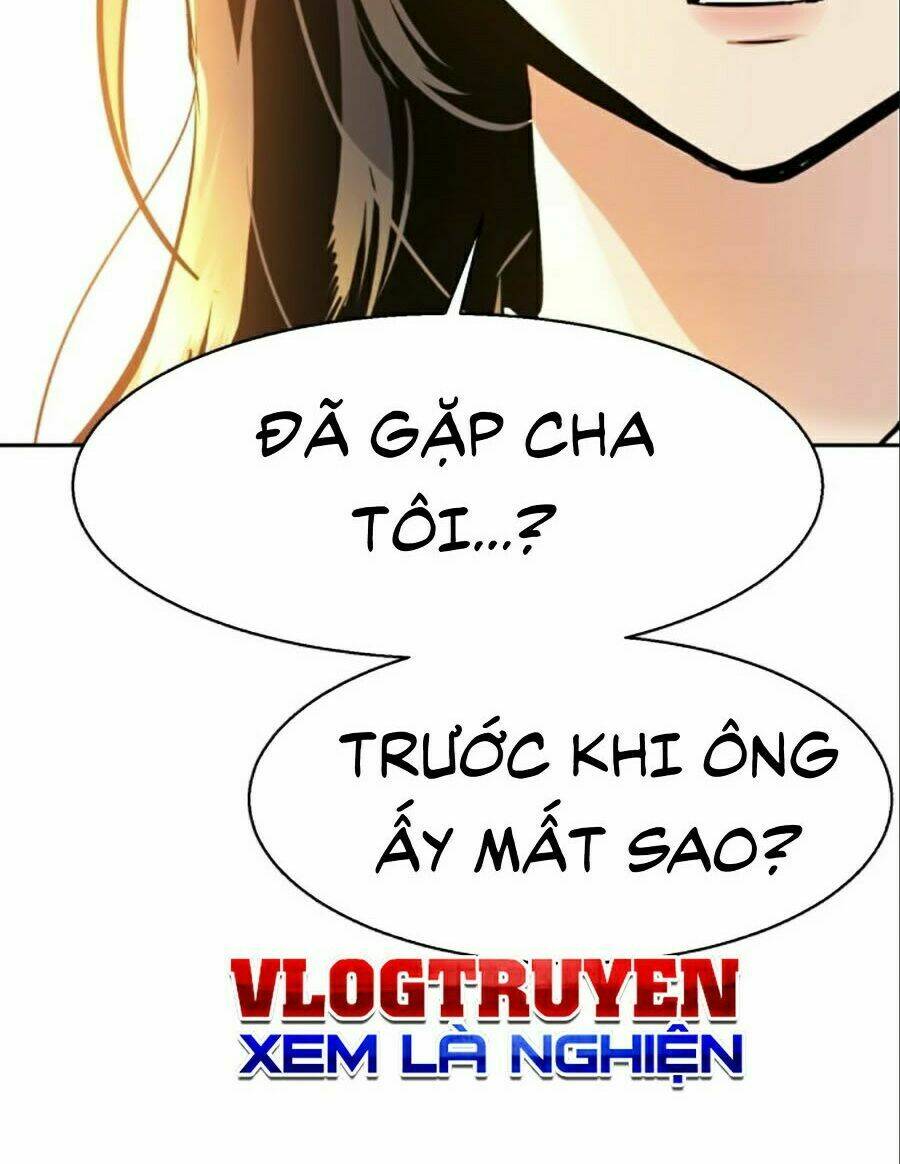 ĐÃ GẶP CHA
TÔI...?
TRƯỚC KHI ÔNG
ẤY MẤT SAO?
VLOGTRUYEN
XEM LÀ NGHIỆN